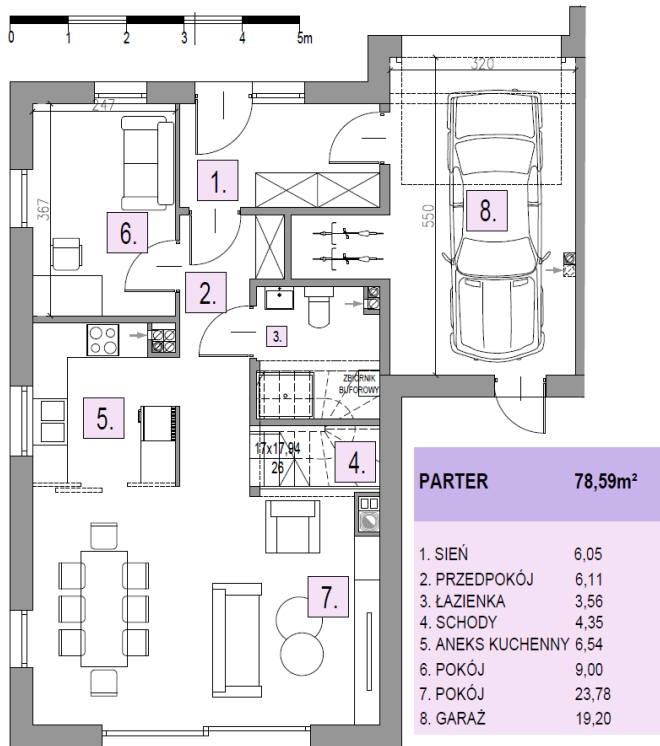 0 1 2 3 4 5m
320
247
1.
367
6.
550
8.
2.
3.
ZBIORNIK
BUFOROWY
5.
17x17,94
26
4.
7.
PARTER 78,59m²
1. SIEŃ 6,05
2. PRZEDPOKÓJ 6,11
3. ŁAZIENKA 3,56
4. SCHODY 4,35
5. ANEKS KUCHENNY 6,54
6. POKÓJ 9,00
7. POKÓJ 23,78
8. GARAŻ 19,20